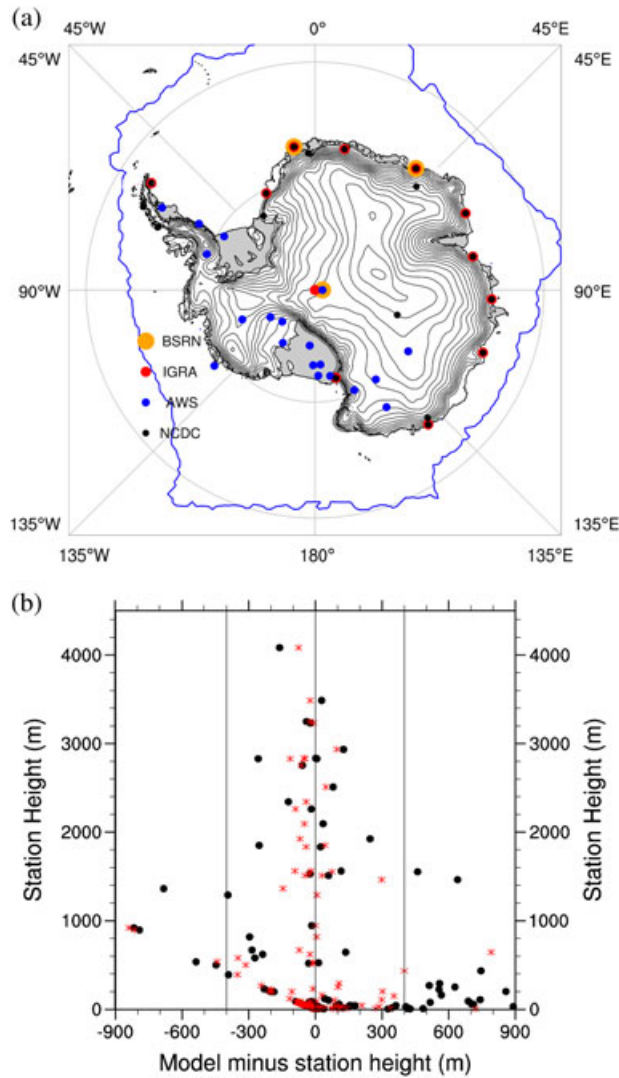 (a)
45°W 0° 45°E
45°W 45°E
90°W 90°E
BSRN
IGRA
AWS
NCDC
135°W 135°E
135°W 180° 135°E
(b)
4000 4000
3000 3000
2000 2000
1000 1000
0 0
Station Height (m)
Station Height (m)
-900 -600 -300 0 300 600 900
Model minus station height (m)